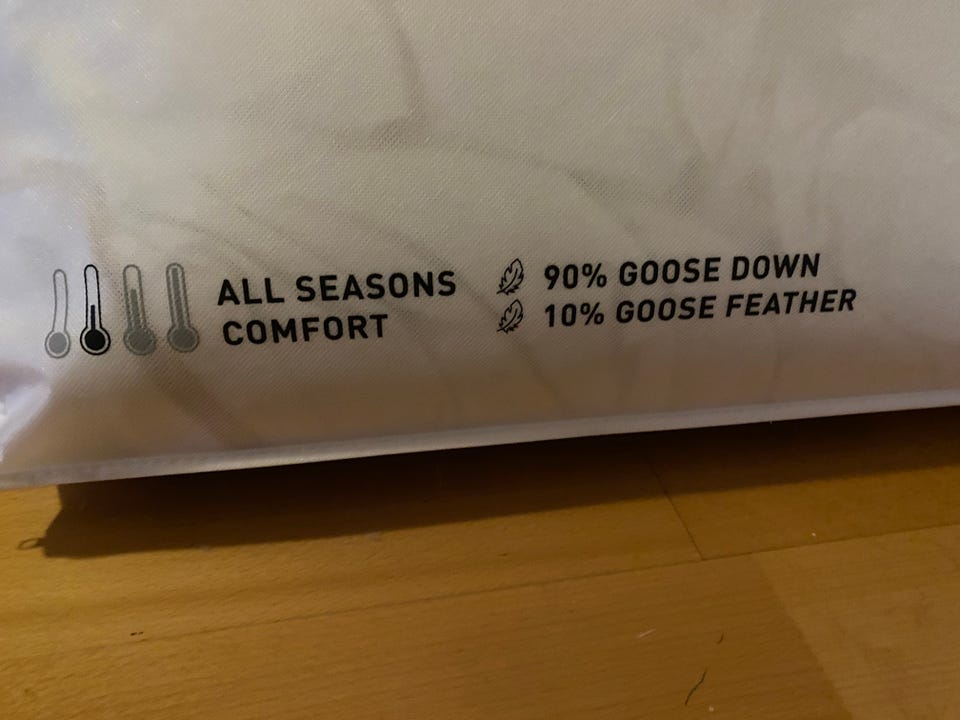 ALL SEASONS
COMFORT
90% GOOSE DOWN
10% GOOSE FEATHER